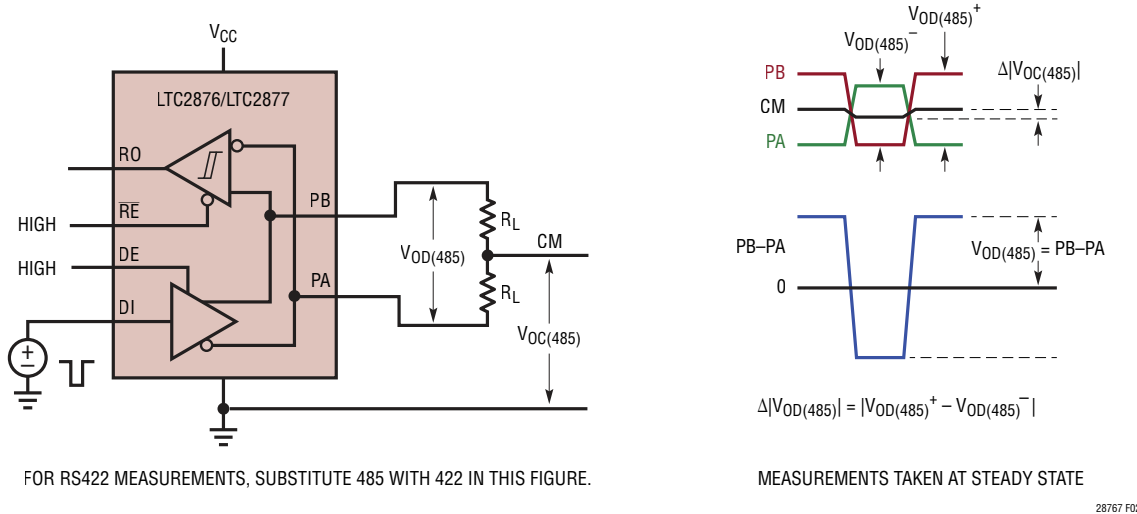 VCC
LTC2876/LTC2877
RO
RE
HIGH
DE
HIGH
DI
PB
PA
VOD(485)
RL
RL
CM
VOC(485)
+
–
FOR RS422 MEASUREMENTS, SUBSTITUTE 485 WITH 422 IN THIS FIGURE.
VOD(485)+
VOD(485)–
PB
CM
PA
Δ|VOC(485)|
PB–PA
0
VOD(485) = PB–PA
Δ|VOD(485)| = |VOD(485)+ – VOD(485)–|
MEASUREMENTS TAKEN AT STEADY STATE
28767 F02